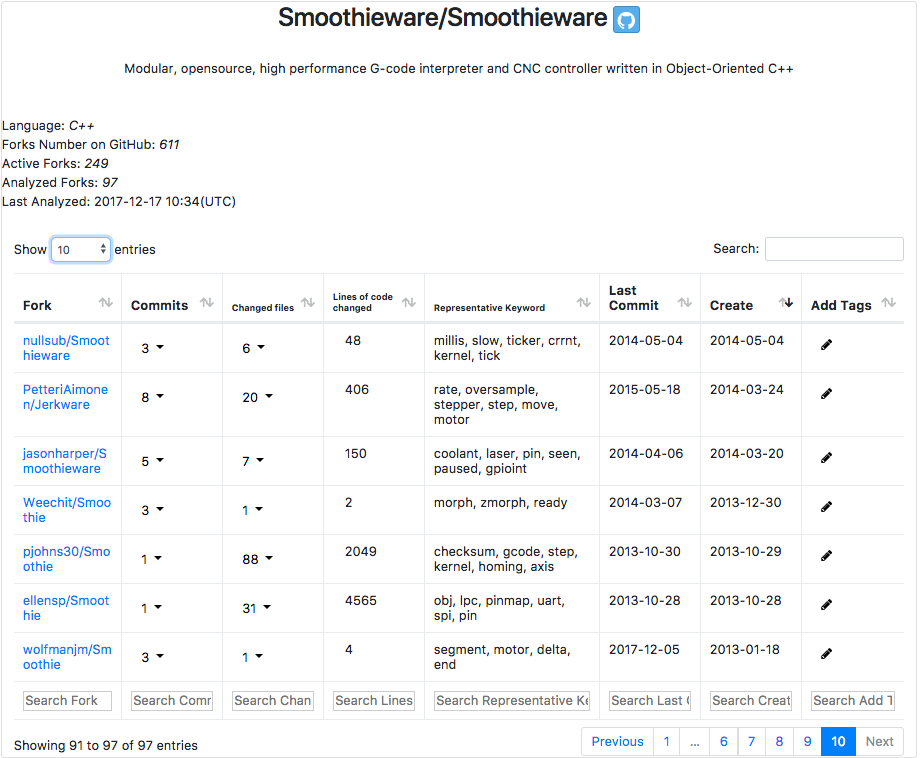 Smoothieware/Smoothieware
Modular, opensource, high performance G-code interpreter and CNC controller written in Object-Oriented C++
Language: C++
Forks Number on GitHub: 611
Active Forks: 249
Analyzed Forks: 97
Last Analyzed: 2017-12-17 10:34(UTC)
Show 10 entries
Search:
Fork Commits Changed files Lines of code changed Representative Keyword Last Commit Create Add Tags
nullsub/Smoothieware 3 6 48 millis, slow, ticker, crrnt, kernel, tick 2014-05-04 2014-05-04
PetteriAimonen/Jerkware 8 20 406 rate, oversample, stepper, step, move, motor 2015-05-18 2014-03-24
jasonharper/Smoothieware 5 7 150 coolant, laser, pin, seen, paused, gpioint 2014-04-06 2014-03-20
Weechit/Smoothie 3 1 2 morph, zmorph, ready 2014-03-07 2013-12-30
pjohns30/Smoothie 1 88 2049 checksum, gcode, step, kernel, homing, axis 2013-10-30 2013-10-29
ellensp/Smoothie 1 31 4565 obj, lpc, pinmap, uart, spi, pin 2013-10-28 2013-10-28
wolfmanjm/Smoothie 3 1 4 segment, motor, delta, end 2017-12-05 2013-01-18
Search Fork Search Comm Search Chan Search Lines Search Representative Ke Search Last Search Creat Search Add T
Showing 91 to 97 of 97 entries
Previous 1 ... 6 7 8 9 10 Next